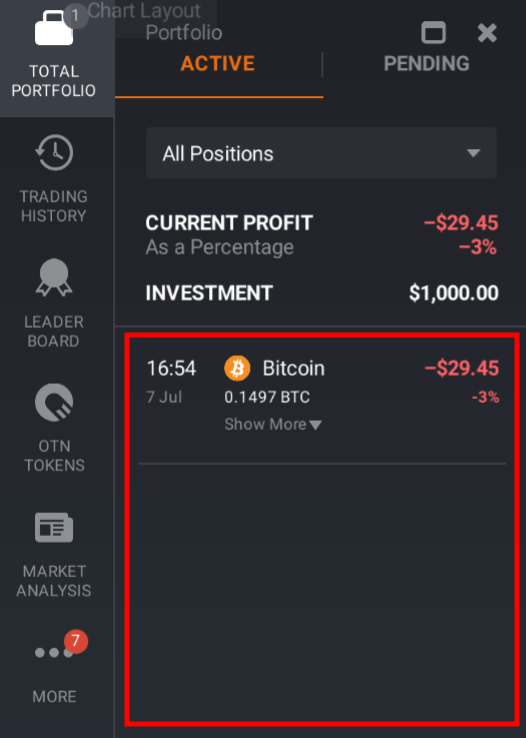 Chart Layout
1
TOTAL
PORTFOLIO
TRADING
HISTORY
LEADER
BOARD
OTN
TOKENS
MARKET
ANALYSIS
7
MORE
Portfolio
ACTIVE
PENDING
All Positions
CURRENT PROFIT −$29.45
As a Percentage −3%
INVESTMENT $1,000.00
16:54 Bitcoin −$29.45
7 Jul 0.1497 BTC -3%
Show More